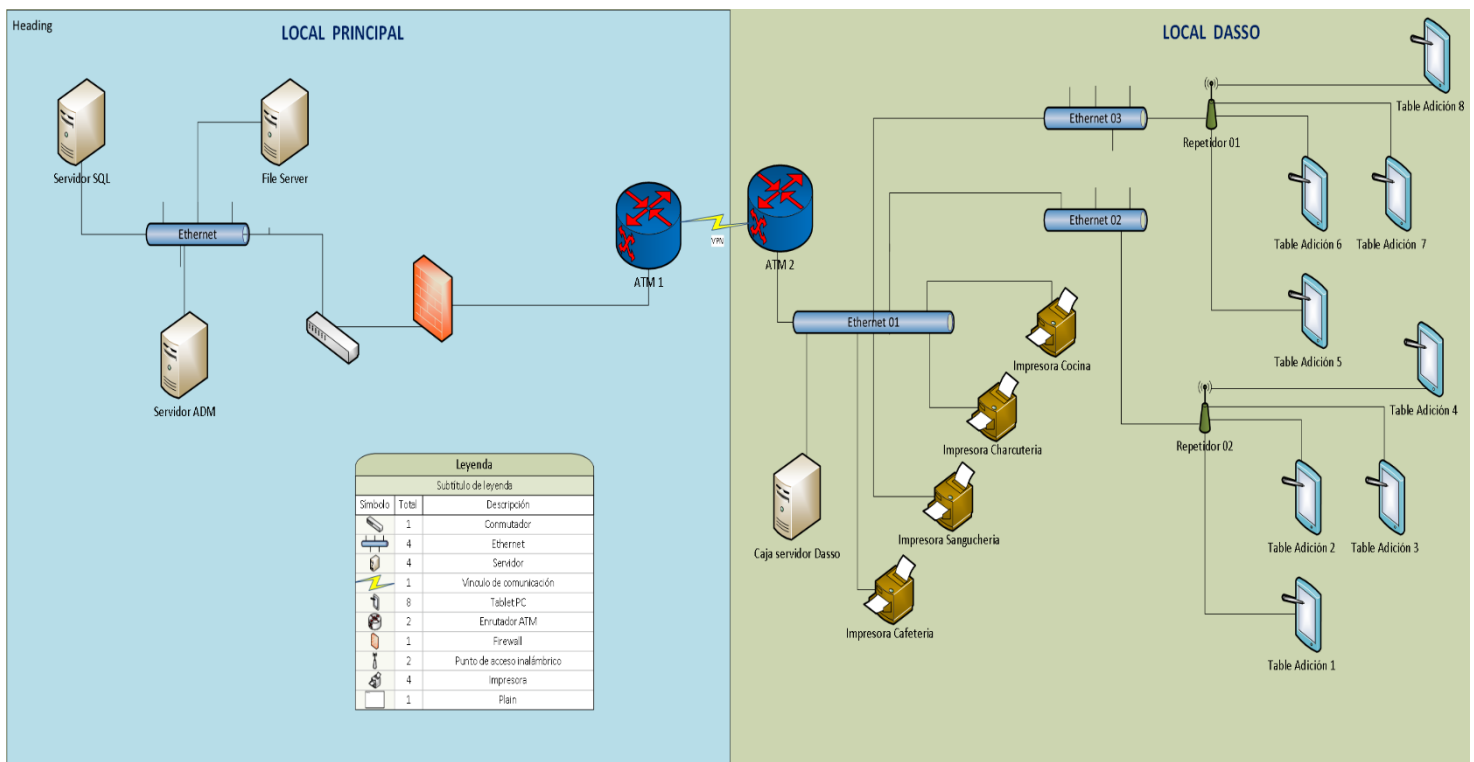 Heading
LOCAL PRINCIPAL
Servidor SQL
File Server
Ethernet
Servidor ADM
ATM 1
VPN
Leyenda
Subtítulo de leyenda
Símbolo Total Descripción
1 Conmutador
4 Ethernet
4 Servidor
1 Vínculo de comunicación
8 Tablet PC
2 Enrutador ATM
1 Firewall
2 Punto de acceso inalámbrico
4 Impresora
1 Plain
LOCAL DASSO
ATM 2
Ethernet 03
Ethernet 02
Ethernet 01
Repetidor 01
Table Adición 8
Table Adición 6
Table Adición 7
Table Adición 5
Impresora Cocina
Impresora Charcuteria
Impresora Sangucheria
Impresora Cafeteria
Caja servidor Dasso
Repetidor 02
Table Adición 4
Table Adición 2
Table Adición 3
Table Adición 1